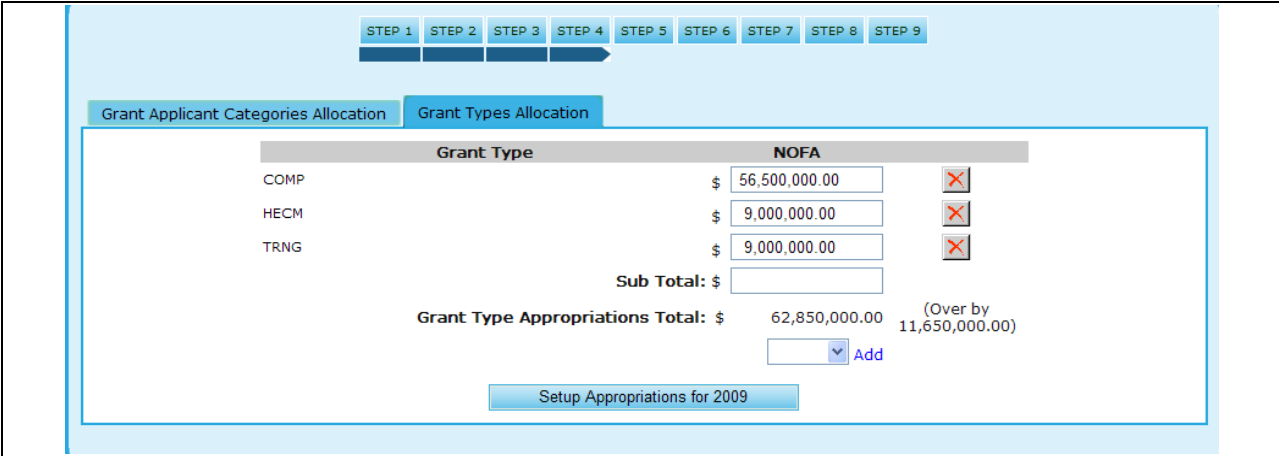 STEP 1 STEP 2 STEP 3 STEP 4 STEP 5 STEP 6 STEP 7 STEP 8 STEP 9
Grant Applicant Categories Allocation Grant Types Allocation
Grant Type NOFA
COMP $ 56,500,000.00
HECM $ 9,000,000.00
TRNG $ 9,000,000.00
Sub Total: $
Grant Type Appropriations Total: $ 62,850,000.00 (Over by
11,650,000.00)
Add
Setup Appropriations for 2009